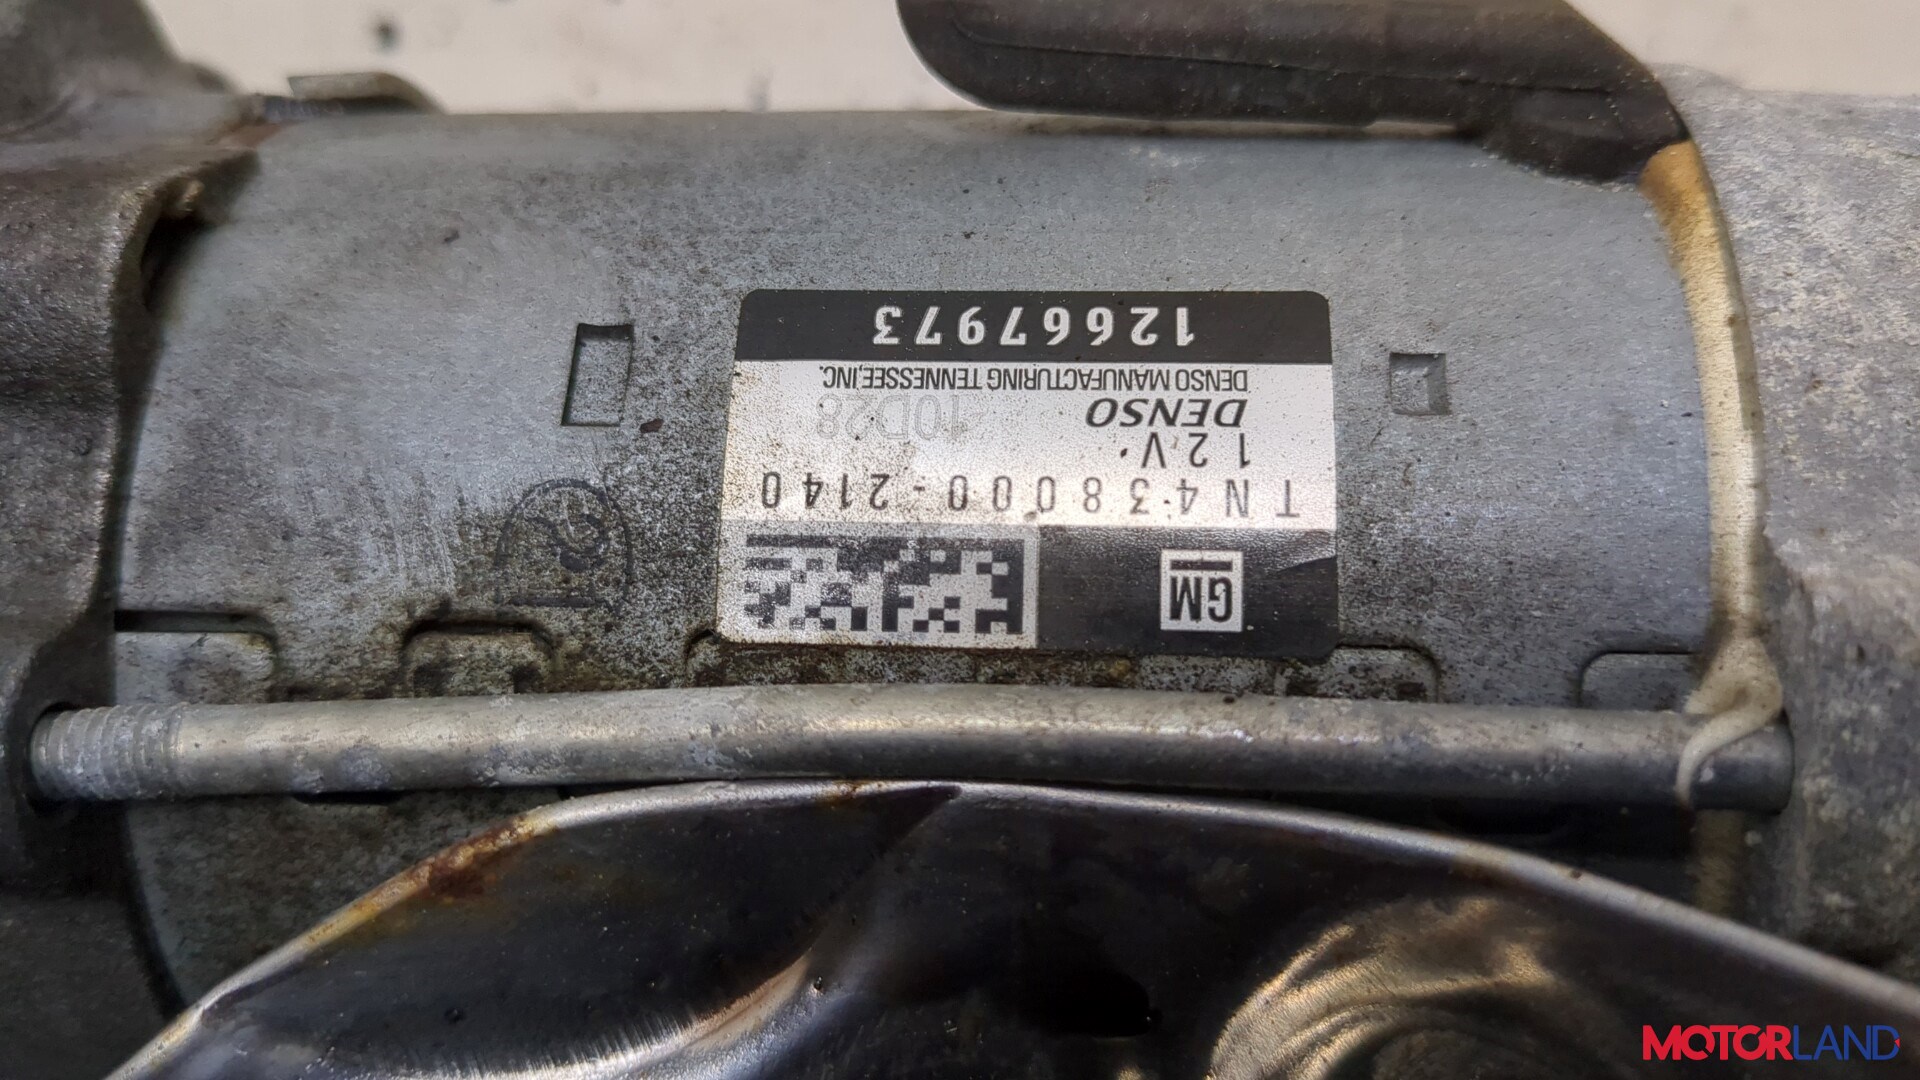 GM
TN438000-2140
12V
DENSO 10D28
DENSO MANUFACTURING TENNESSEE, INC.
12667973
MOTORLAND